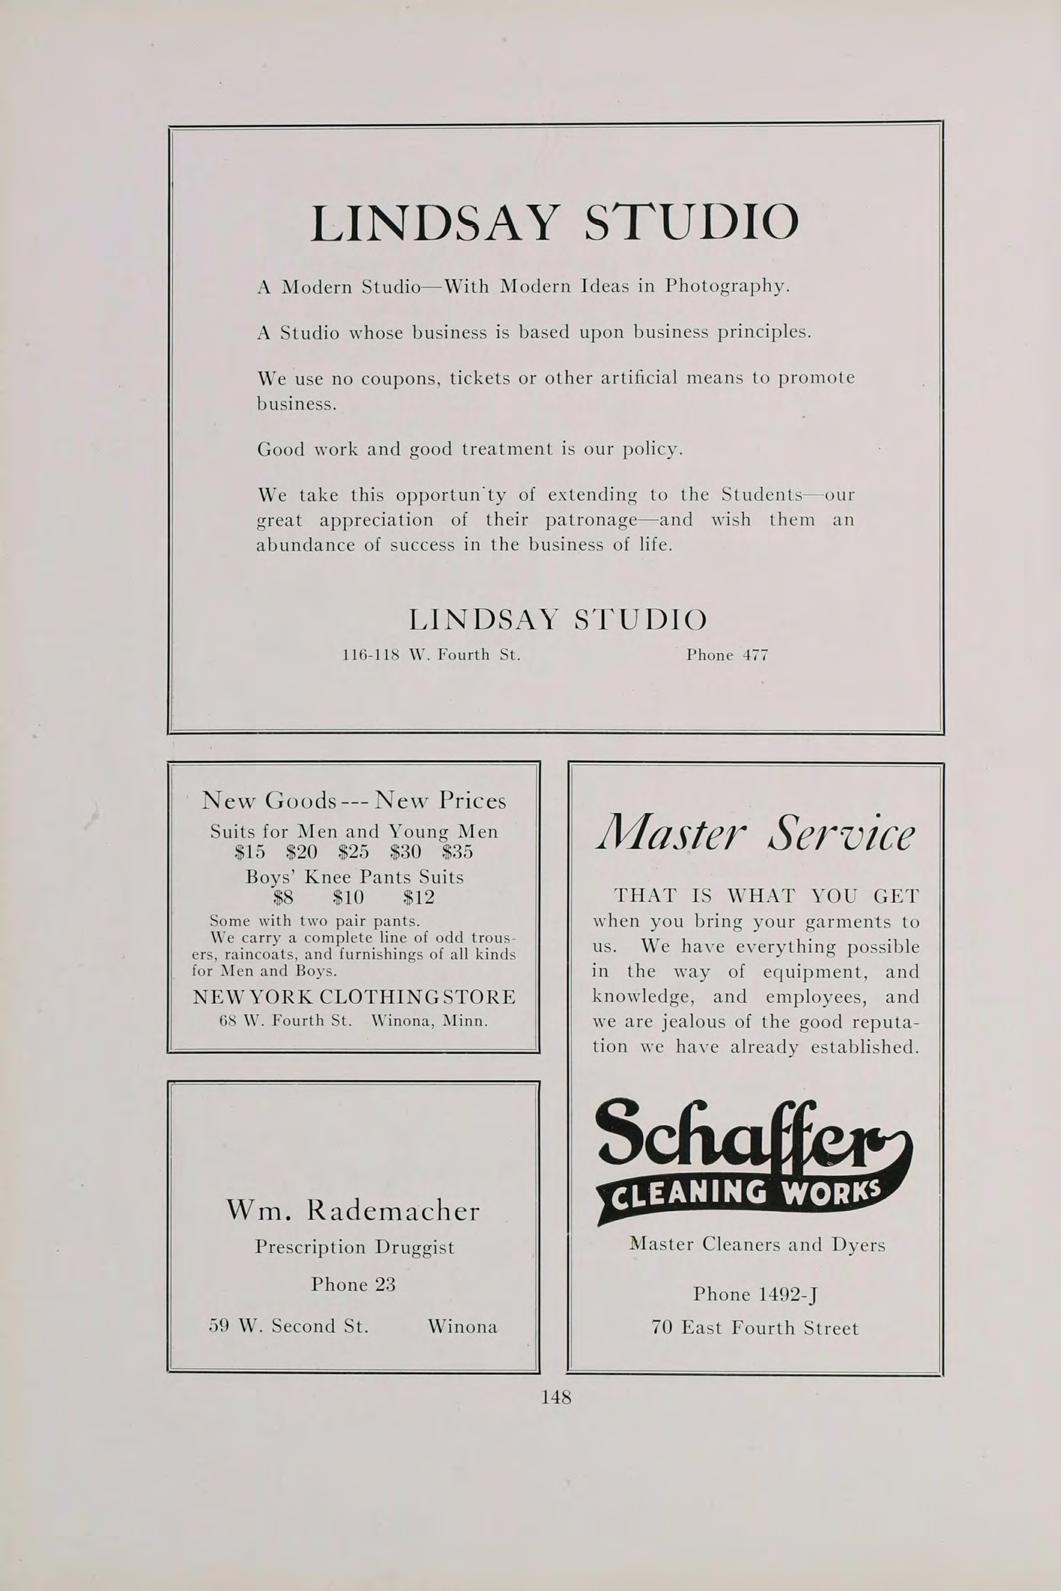 LINDSAY STUDIO
A Modern Studio—With Modern Ideas in Photography.
A Studio whose business is based upon business principles.
We use no coupons, tickets or other artificial means to promote
business.
Good work and good treatment is our policy.
We take this opportun'ty of extending to the Students—our
great appreciation of their patronage—and wish them an
abundance of success in the business of life.
LINDSAY STUDIO
116-118 W. Fourth St. Phone 477
New Goods --- New Prices
Suits for Men and Young Men
$15 $20 $25 $30 $35
Boys' Knee Pants Suits
$8 $10 $12
Some with two pair pants.
We carry a complete line of odd trous-
ers, raincoats, and furnishings of all kinds
for Men and Boys.
NEW YORK CLOTHING STORE
68 W. Fourth St. Winona, Minn.
Wm. Rademacher
Prescription Druggist
Phone 23
59 W. Second St. Winona
Master Service
THAT IS WHAT YOU GET
when you bring your garments to
us. We have everything possible
in the way of equipment, and
knowledge, and employees, and
we are jealous of the good reputa-
tion we have already established.
Schaffer
CLEANING WORKS
Master Cleaners and Dyers
Phone 1492-J
70 East Fourth Street
148